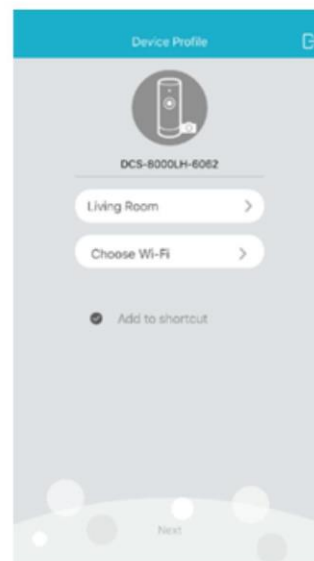 Device Profile
DCS-8000LH-6062
Living Room
Choose Wi-Fi
Add to shortcut
Next